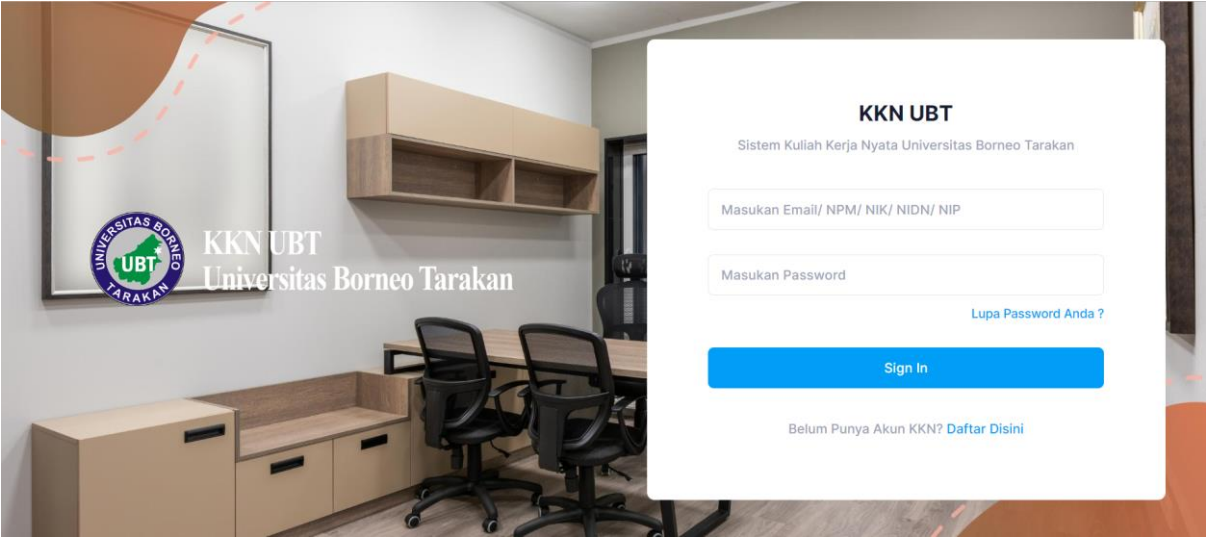 UNIVERSITAS BORNEO
UBT
TARAKAN
KKN UBT
Universitas Borneo Tarakan
KKN UBT
Sistem Kuliah Kerja Nyata Universitas Borneo Tarakan
Masukan Email/ NPM/ NIK/ NIDN/ NIP
Masukan Password
Lupa Password Anda ?
Sign In
Belum Punya Akun KKN? Daftar Disini